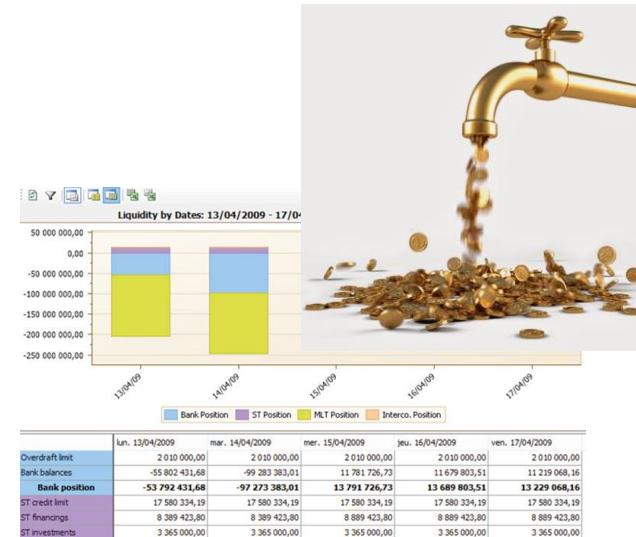 Liquidity by Dates: 13/04/2009 - 17/04
50 000 000,00
0,00
-50 000 000,00
-100 000 000,00
-150 000 000,00
-200 000 000,00
-250 000 000,00
13/04/09 14/04/09 15/04/09 16/04/09 17/04/09
Bank Position ST Position MLT Position Interco. Position
lun. 13/04/2009 mar. 14/04/2009 mer. 15/04/2009 jeu. 16/04/2009 ven. 17/04/2009
Overdraft limit 2 010 000,00 2 010 000,00 2 010 000,00 2 010 000,00 2 010 000,00
Bank balances -55 802 431,68 -99 283 383,01 11 781 726,73 11 679 803,51 11 219 068,16
Bank position -53 792 431,68 -97 273 383,01 13 791 726,73 13 689 803,51 13 229 068,16
ST credit limit 17 580 334,19 17 580 334,19 17 580 334,19 17 580 334,19 17 580 334,19
ST financings 8 389 423,80 8 389 423,80 8 889 423,80 8 889 423,80 8 889 423,80
ST investments 3 365 000,00 3 365 000,00 3 365 000,00 3 365 000,00 3 365 000,00